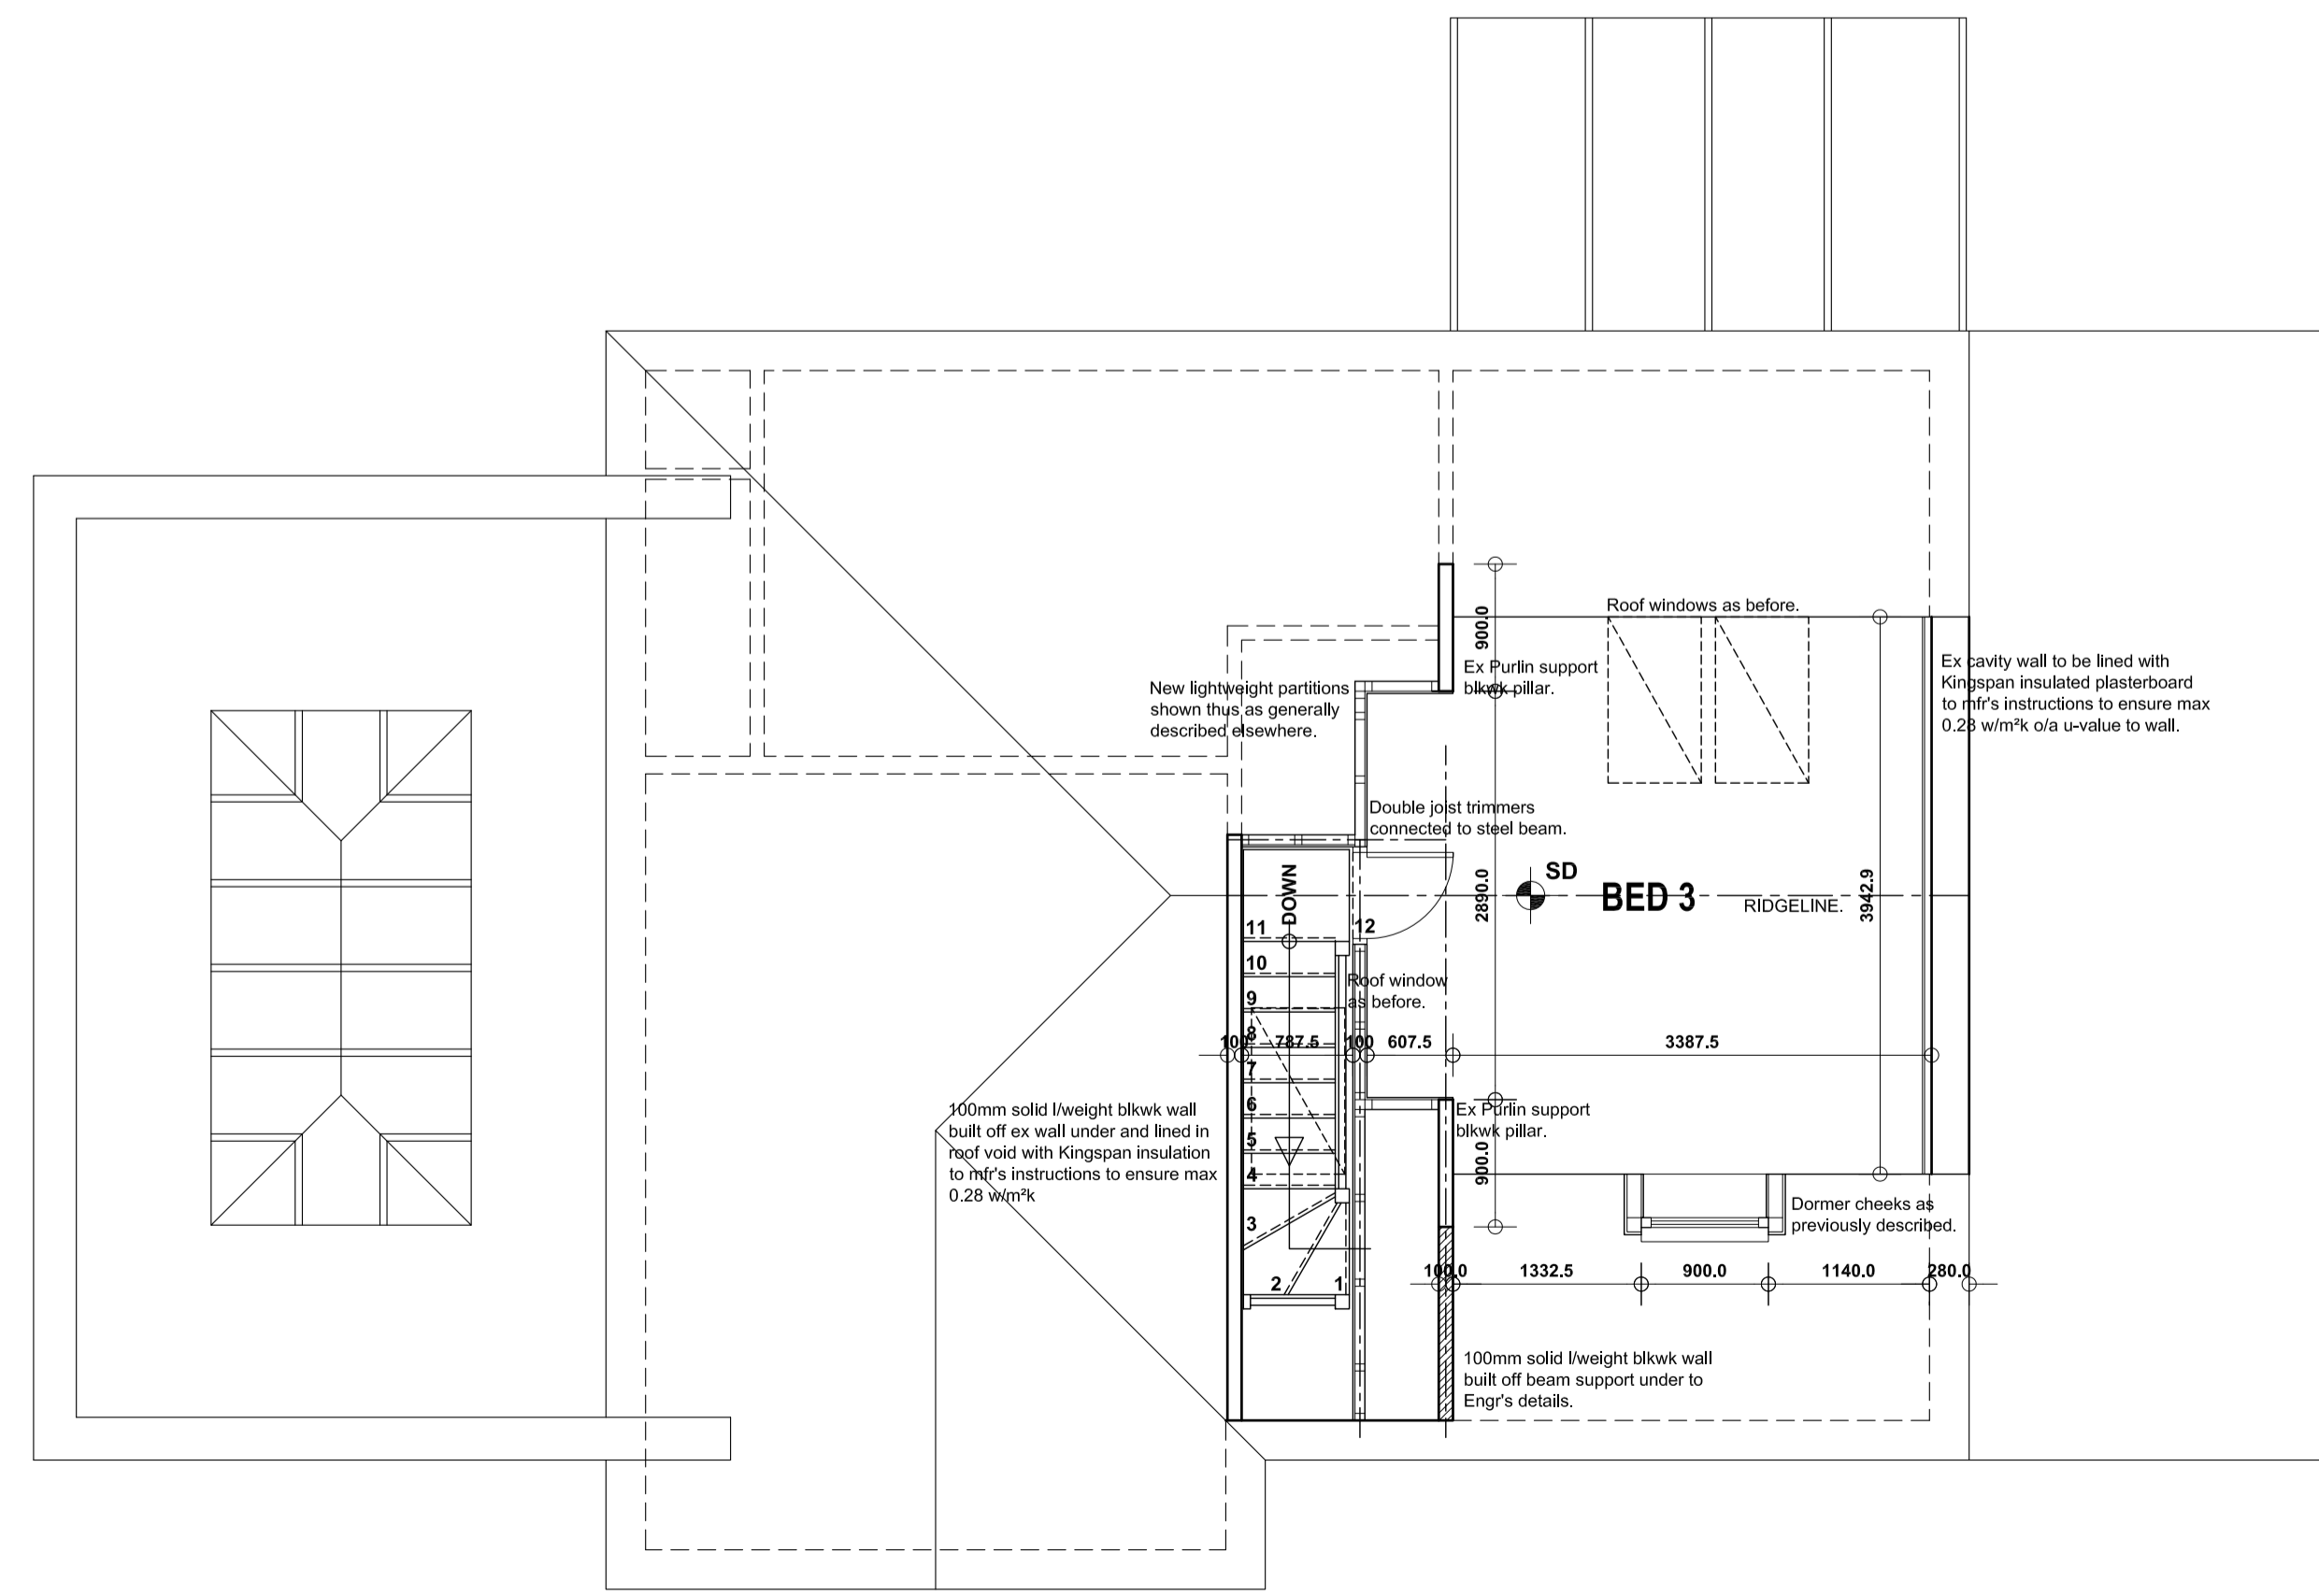 Roof windows as before.
900.0
Ex Purlin support
blkwk pillar.
Ex cavity wall to be lined with
Kingspan insulated plasterboard
to mfr's instructions to ensure max
0.28 w/m²k o/a u-value to wall.
New lightweight partitions
shown thus as generally
described elsewhere.
Double joist trimmers
connected to steel beam.
DOWN
SD
BED 3
RIDGELINE.
2890.0
3942.9
11
12
10
9
8
7
6
5
4
3
2
1
Roof window
as before.
100
787.5
100
607.5
3387.5
100mm solid l/weight blkwk wall
built off ex wall under and lined in
roof void with Kingspan insulation
to mfr's instructions to ensure max
0.28 w/m²k
Ex Purlin support
blkwk pillar.
900.0
Dormer cheeks as
previously described.
100.0
1332.5
900.0
1140.0
280.0
100mm solid l/weight blkwk wall
built off beam support under to
Engr's details.